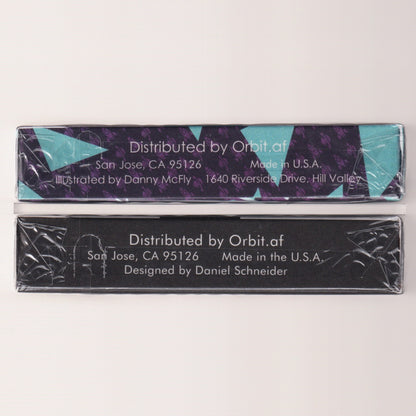 Distributed by Orbit.af
San Jose, CA 95126 Made in U.S.A.
Illustrated by Danny McFly 1640 Riverside Drive, Hill Valley
Distributed by Orbit.af
San Jose, CA 95126 Made in the U.S.A.
Designed by Daniel Schneider